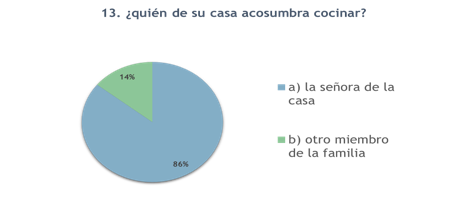 13. ¿quién de su casa acosumbra cocinar?
14%
86%
a) la señora de la
casa
b) otro miembro
de la familia